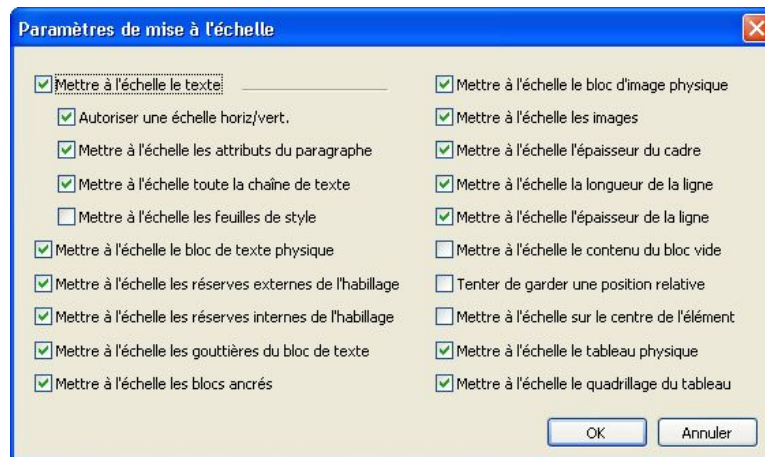 Paramètres de mise à l'échelle
Mettre à l'échelle le texte
Autoriser une échelle horiz/vert.
Mettre à l'échelle les attributs du paragraphe
Mettre à l'échelle toute la chaîne de texte
Mettre à l'échelle les feuilles de style
Mettre à l'échelle le bloc de texte physique
Mettre à l'échelle les réserves externes de l'habillage
Mettre à l'échelle les réserves internes de l'habillage
Mettre à l'échelle les gouttières du bloc de texte
Mettre à l'échelle les blocs ancrés
Mettre à l'échelle le bloc d'image physique
Mettre à l'échelle les images
Mettre à l'échelle l'épaisseur du cadre
Mettre à l'échelle la longueur de la ligne
Mettre à l'échelle l'épaisseur de la ligne
Mettre à l'échelle le contenu du bloc vide
Tenter de garder une position relative
Mettre à l'échelle sur le centre de l'élément
Mettre à l'échelle le tableau physique
Mettre à l'échelle le quadrillage du tableau
OK
Annuler